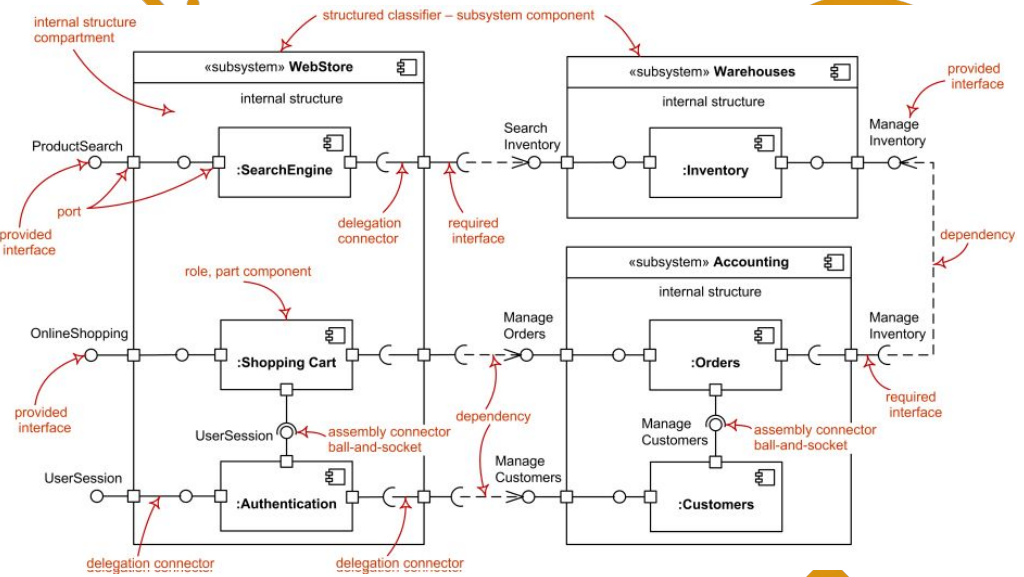 structured classifier – subsystem component
internal structure
compartment
«subsystem» WebStore
internal structure
«subsystem» Warehouses
internal structure
provided
interface
ProductSearch
:SearchEngine
Search
Inventory
:Inventory
Manage
Inventory
port
provided
interface
delegation
connector
required
interface
dependency
role, part component
«subsystem» Accounting
internal structure
OnlineShopping
:Shopping Cart
Manage
Orders
:Orders
Manage
Inventory
provided
interface
dependency
required
interface
UserSession
assembly connector
ball-and-socket
Manage
Customers
assembly connector
ball-and-socket
UserSession
:Authentication
Manage
Customers
:Customers
delegation connector
delegation connector